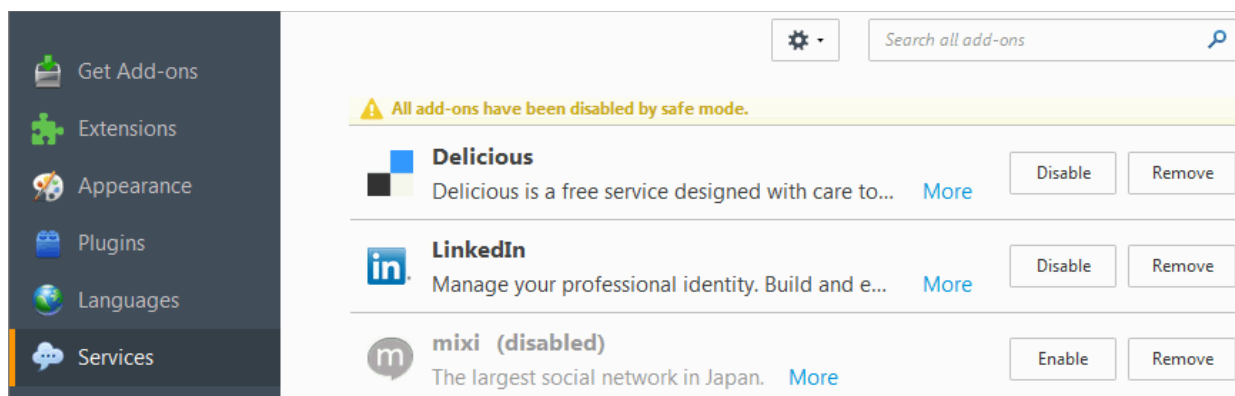 Get Add-ons
Extensions
Appearance
Plugins
Languages
Services
Search all add-ons
All add-ons have been disabled by safe mode.
Delicious
Delicious is a free service designed with care to... More
Disable Remove
in
LinkedIn
Manage your professional identity. Build and e... More
Disable Remove
m
mixi (disabled)
The largest social network in Japan. More
Enable Remove